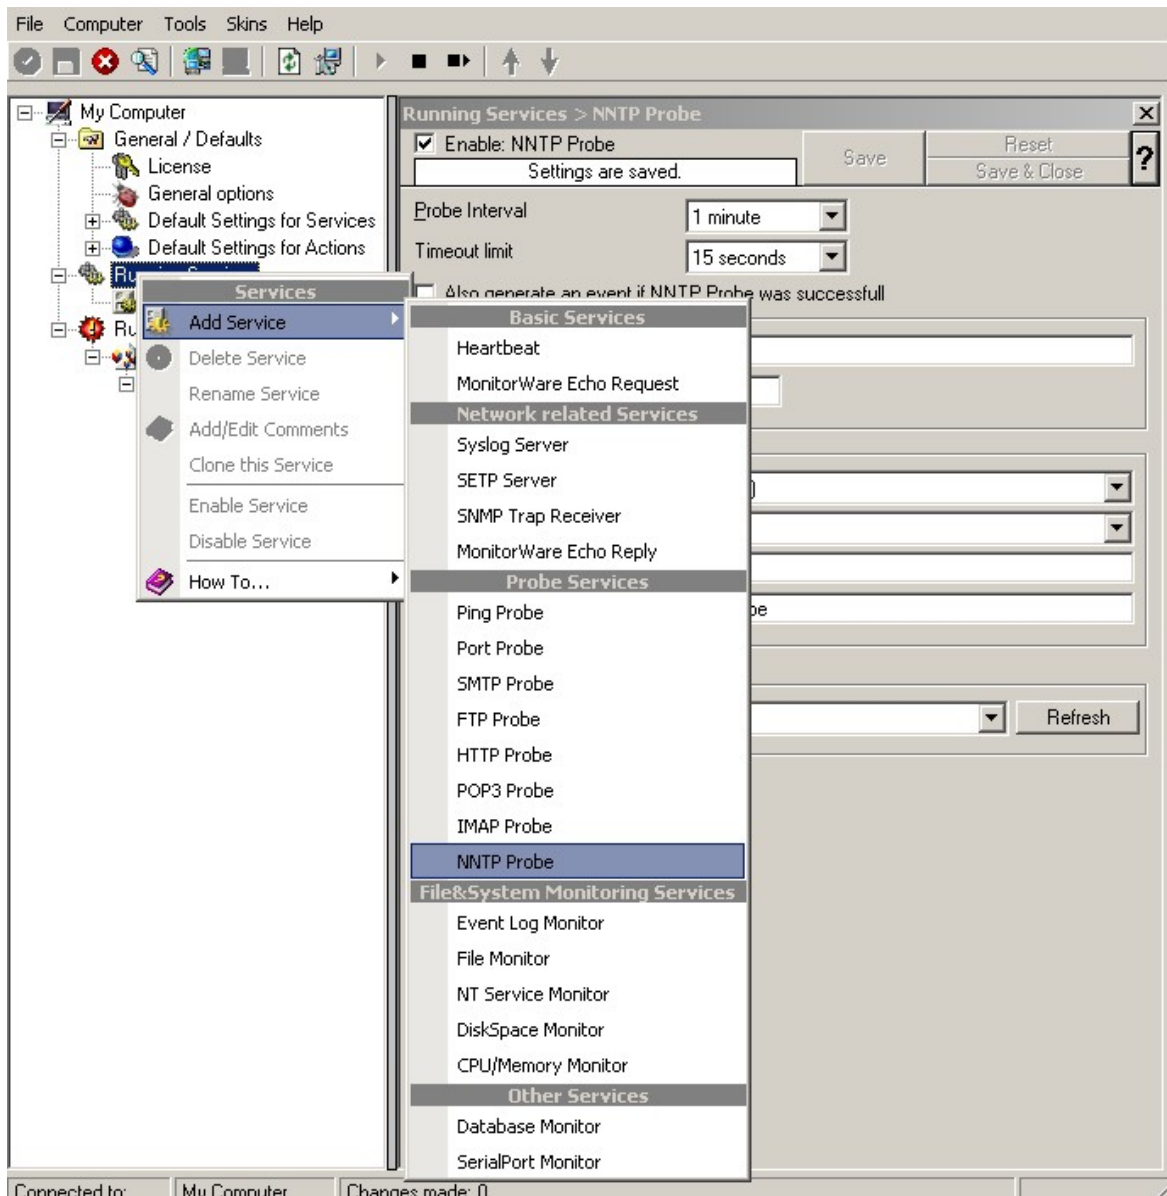 File Computer Tools Skins Help
My Computer
General / Defaults
License
General options
Default Settings for Services
Default Settings for Actions
Running Services > NNTP Probe
Enable: NNTP Probe
Settings are saved.
Save
Reset
Save & Close
?
Probe Interval
1 minute
Timeout limit
15 seconds
Also generate an event if NNTP Probe was successfull
Services
Add Service
Delete Service
Rename Service
Add/Edit Comments
Clone this Service
Enable Service
Disable Service
How To...
Basic Services
Heartbeat
MonitorWare Echo Request
Network related Services
Syslog Server
SETP Server
SNMP Trap Receiver
MonitorWare Echo Reply
Probe Services
Ping Probe
Port Probe
SMTP Probe
FTP Probe
HTTP Probe
POP3 Probe
IMAP Probe
NNTP Probe
File&System Monitoring Services
Event Log Monitor
File Monitor
NT Service Monitor
DiskSpace Monitor
CPU/Memory Monitor
Other Services
Database Monitor
SerialPort Monitor
Refresh
Connected to: My Computer Changes made: 0